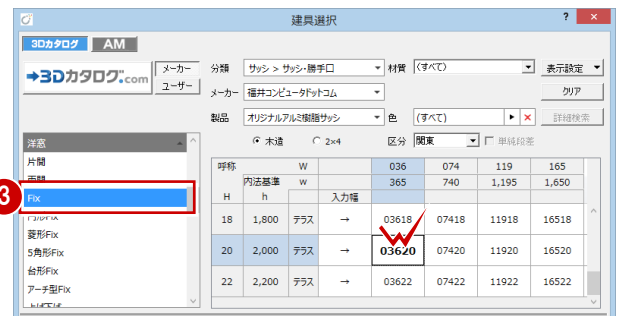 建具選択 ? ×
3Dカタログ AM
➔3Dカタログ.com メーカー ユーザー
分類 サッシ > サッシ・勝手口 材質 (すべて) 表示設定
メーカー 福井コンピュータドットコム クリア
製品 オリジナルアルミ樹脂サッシ 色 (すべて) × 詳細検索
木造 2×4 区分 関東 単純段差
洋窓
片開
両開
Fix
円形Fix
菱形Fix
5角形Fix
台形Fix
アーチ型Fix
上げ下げ
3
呼称 W 036 074 119 165
内法基準 w 365 740 1,195 1,650
H h 入力幅
18 1,800 テラス → 03618 07418 11918 16518
20 2,000 テラス → 03620 07420 11920 16520
22 2,200 テラス → 03622 07422 11922 16522